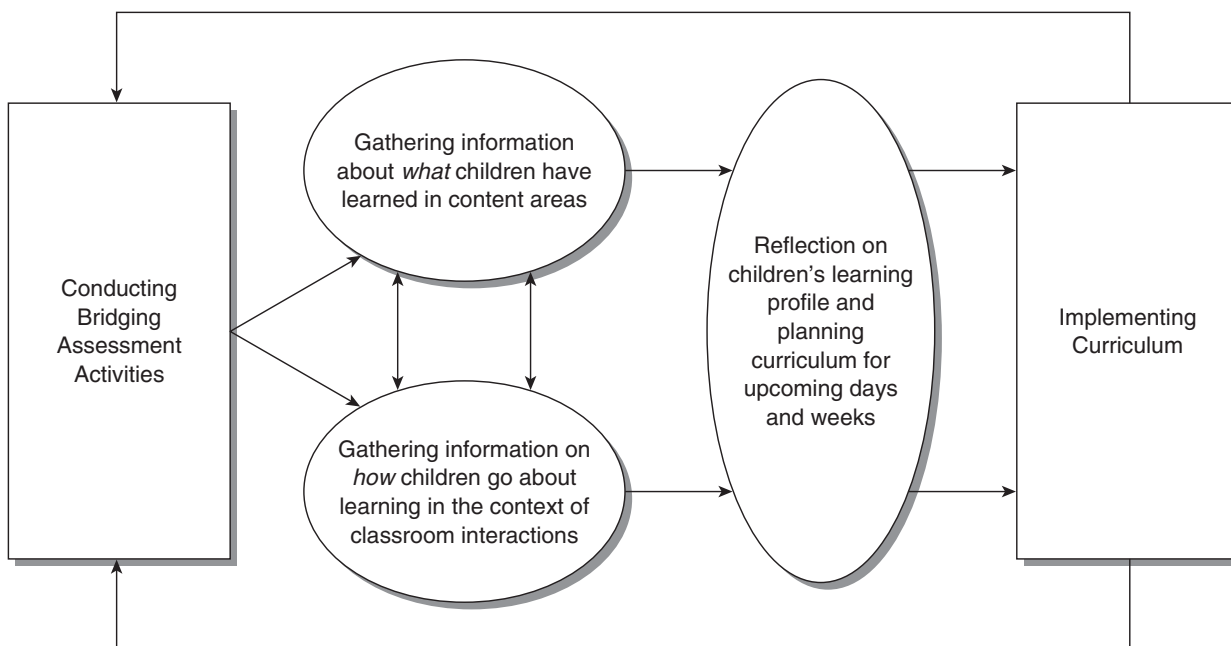 Conducting
Bridging
Assessment
Activities
Gathering information
about what children have
learned in content areas
Gathering information on
how children go about
learning in the context of
classroom interactions
Reflection on
children’s learning
profile and
planning
curriculum for
upcoming days
and weeks
Implementing
Curriculum